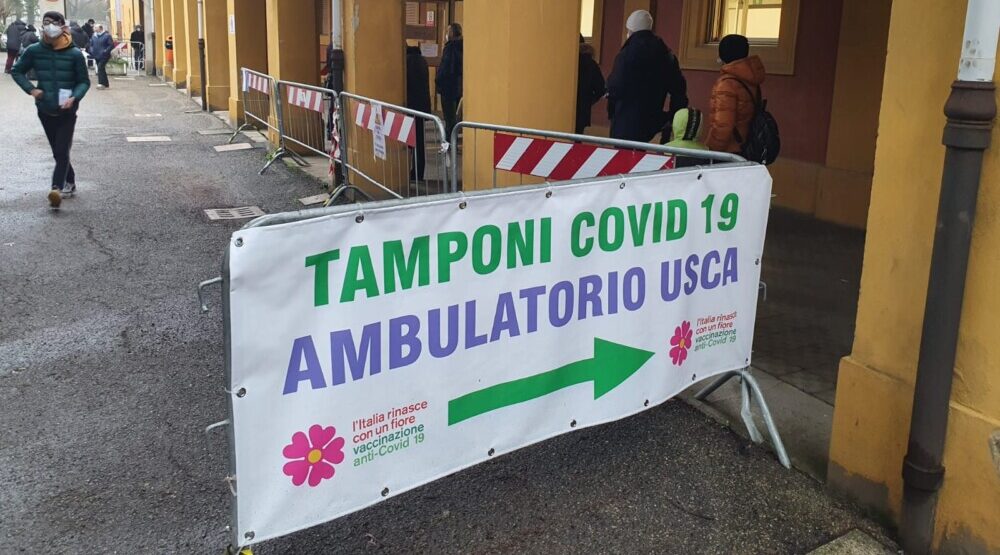 TAMPONI COVID 19
AMBULATORIO USCA
l'Italia rinasce
con un fiore
vaccinazione
anti-Covid 19
l'Italia rinasce
con un fiore
vaccinazione
anti-Covid 19